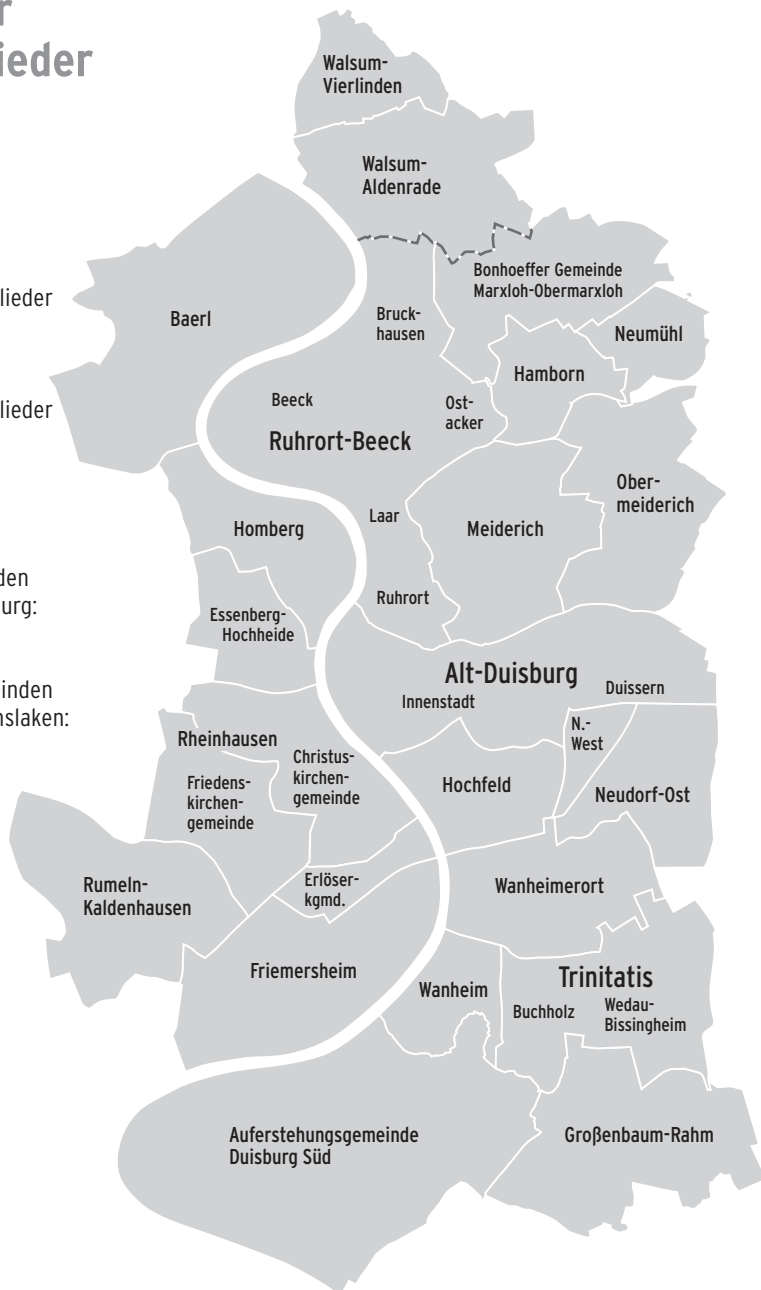 r
ieder
lieder
lieder
den
urg:
inden
nslaken:
Walsum-
Vierlinden
Walsum-
Aldenrade
Bonhoeffer Gemeinde
Marxloh-Obermarxloh
Baerl
Bruck-
hausen
Neumühl
Hamborn
Beeck
Ost-
acker
Ruhrort-Beeck
Ober-
meiderich
Laar
Meiderich
Homberg
Ruhrort
Essenberg-
Hochheide
Alt-Duisburg
Innenstadt
Duissern
N.-
West
Rheinhausen
Christus-
kirchen-
gemeinde
Friedens-
kirchen-
gemeinde
Hochfeld
Neudorf-Ost
Rumeln-
Kaldenhausen
Erlöser-
kgmd.
Wanheimerort
Friemersheim
Wanheim
Trinitatis
Buchholz
Wedau-
Bissingheim
Auferstehungsgemeinde
Duisburg Süd
Großenbaum-Rahm